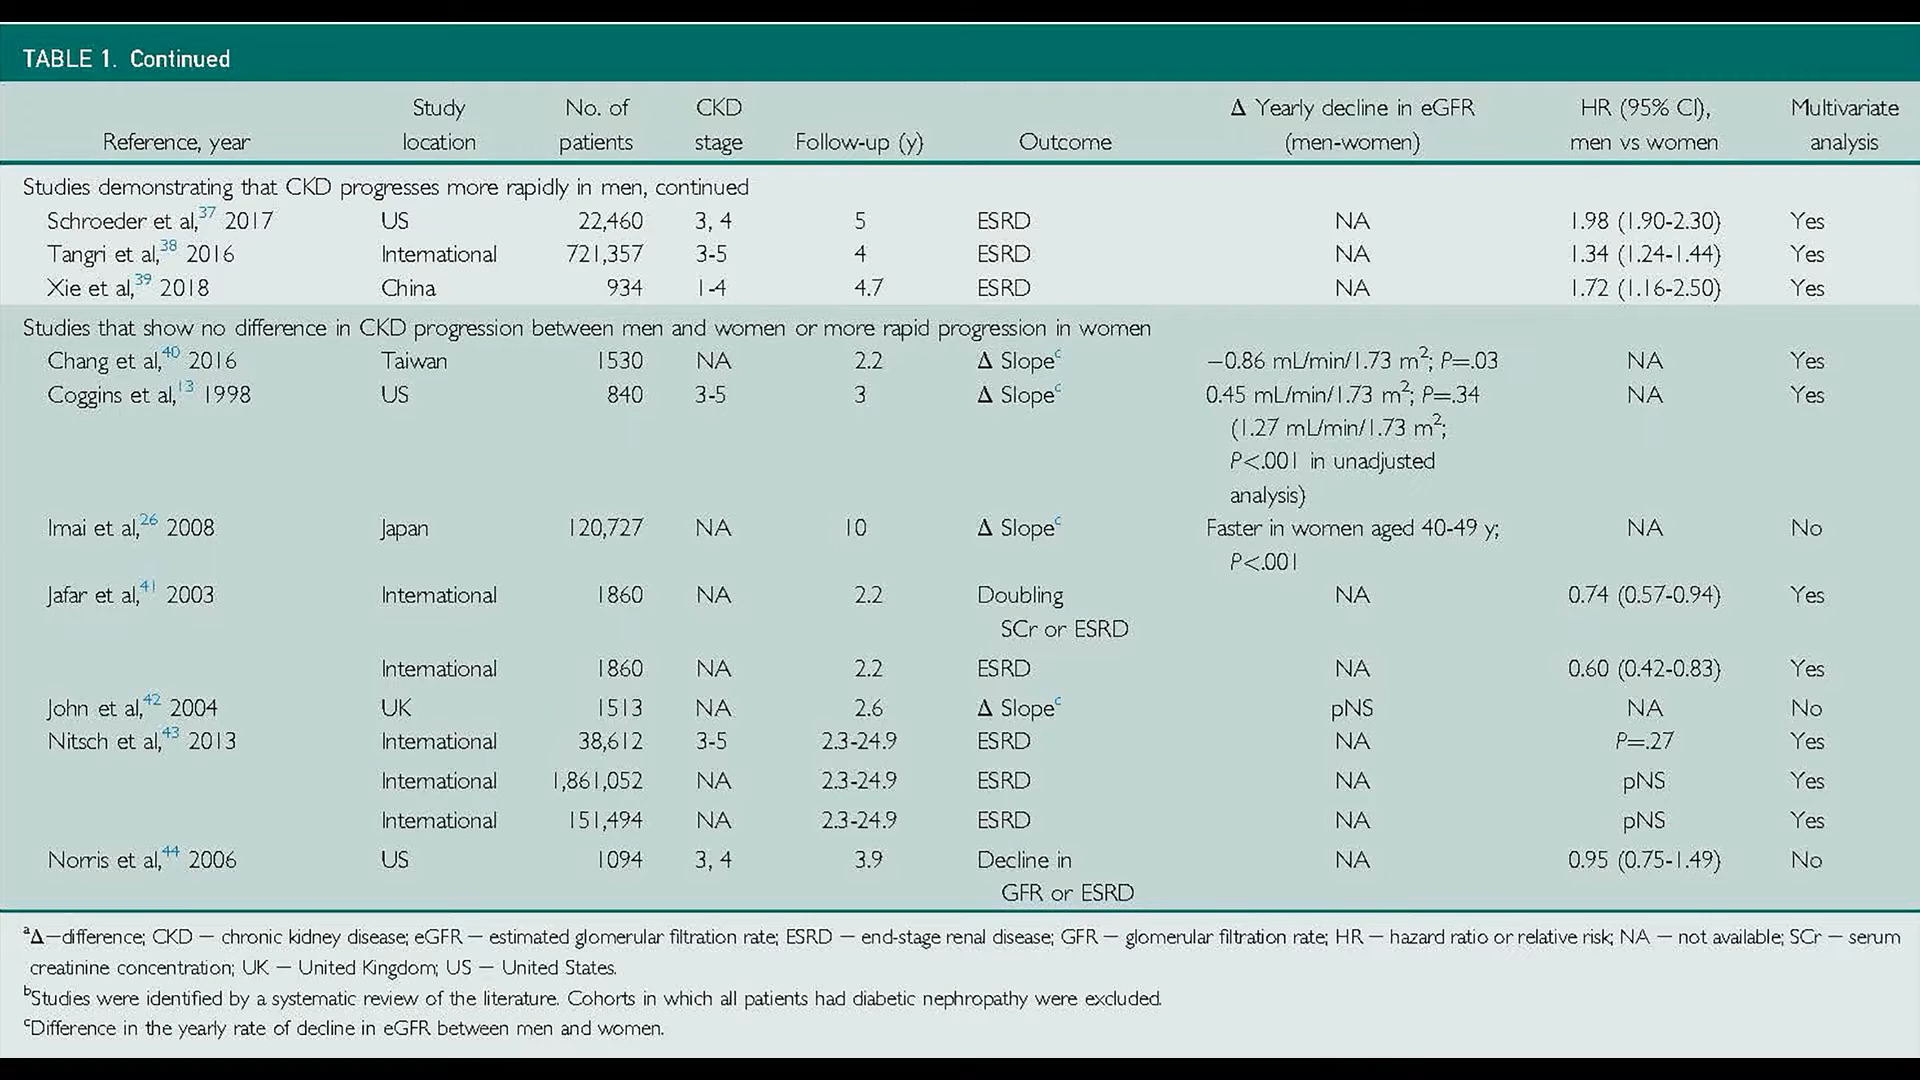 TABLE 1. Continued
Reference, year Study location No. of patients CKD stage Follow-up (y) Outcome Δ Yearly decline in eGFR (men-women) HR (95% CI), men vs women Multivariate analysis
Studies demonstrating that CKD progresses more rapidly in men, continued
Schroeder et al,37 2017 US 22,460 3, 4 5 ESRD NA 1.98 (1.90-2.30) Yes
Tangri et al,38 2016 International 721,357 3-5 4 ESRD NA 1.34 (1.24-1.44) Yes
Xie et al,39 2018 China 934 1-4 4.7 ESRD NA 1.72 (1.16-2.50) Yes
Studies that show no difference in CKD progression between men and women or more rapid progression in women
Chang et al,40 2016 Taiwan 1530 NA 2.2 Δ Slopec −0.86 mL/min/1.73 m2; P=.03 NA Yes
Coggins et al,13 1998 US 840 3-5 3 Δ Slopec 0.45 mL/min/1.73 m2; P=.34 NA Yes
(1.27 mL/min/1.73 m2;
P<.001 in unadjusted
analysis)
Imai et al,26 2008 Japan 120,727 NA 10 Δ Slopec Faster in women aged 40-49 y; NA No
P<.001
Jafar et al,41 2003 International 1860 NA 2.2 Doubling NA 0.74 (0.57-0.94) Yes
SCr or ESRD
International 1860 NA 2.2 ESRD NA 0.60 (0.42-0.83) Yes
John et al,42 2004 UK 1513 NA 2.6 Δ Slopec pNS NA No
Nitsch et al,43 2013 International 38,612 3-5 2.3-24.9 ESRD NA P=.27 Yes
International 1,861,052 NA 2.3-24.9 ESRD NA pNS Yes
International 151,494 NA 2.3-24.9 ESRD NA pNS Yes
Norris et al,44 2006 US 1094 3, 4 3.9 Decline in NA 0.95 (0.75-1.49) No
GFR or ESRD
aΔ—difference; CKD — chronic kidney disease; eGFR — estimated glomerular filtration rate; ESRD — end-stage renal disease; GFR — glomerular filtration rate; HR — hazard ratio or relative risk; NA — not available; SCr — serum
creatinine concentration; UK — United Kingdom; US — United States.
bStudies were identified by a systematic review of the literature. Cohorts in which all patients had diabetic nephropathy were excluded.
cDifference in the yearly rate of decline in eGFR between men and women.